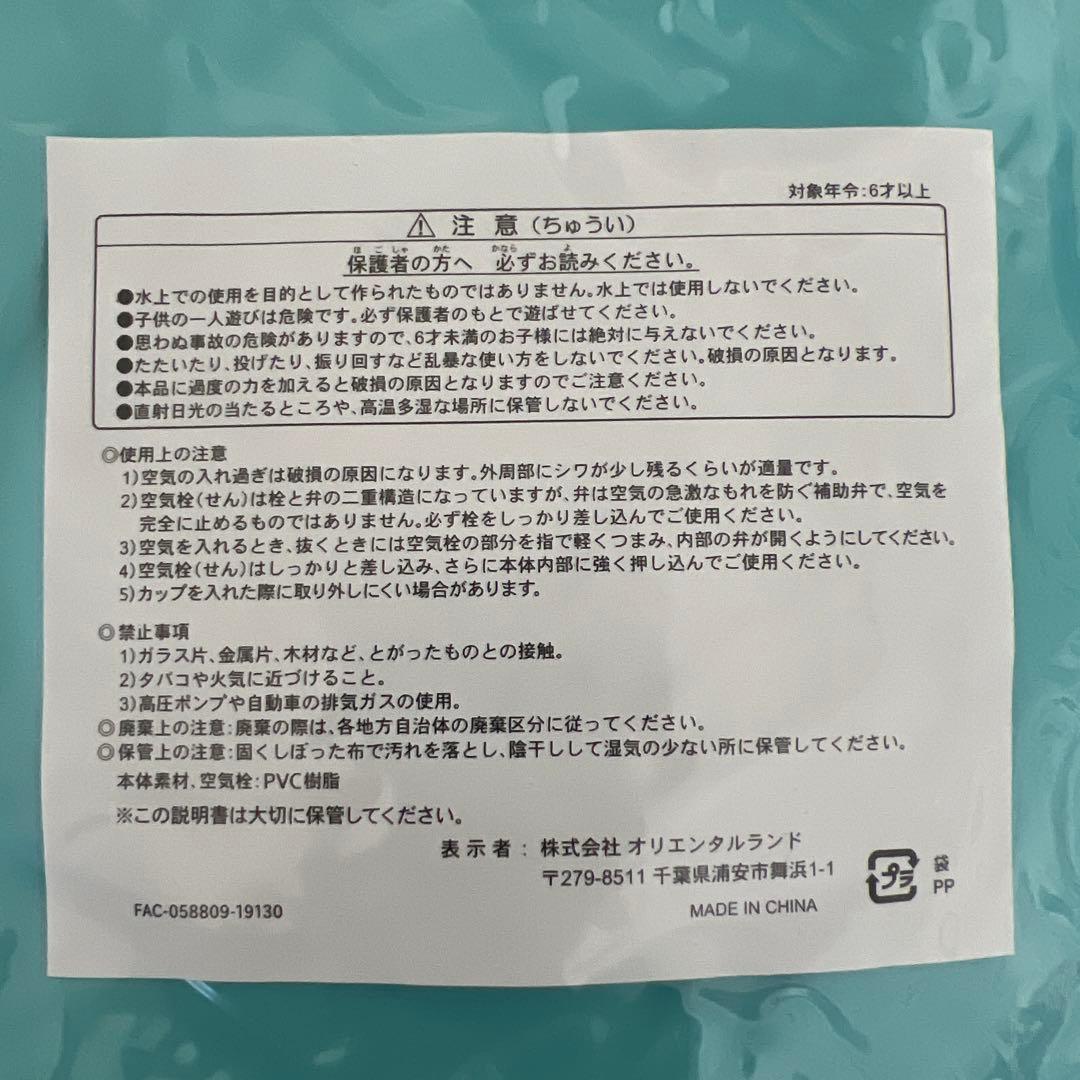 対象年令:6才以上
⚠ 注 意 (ちゅうい)
保護者の方へ 必ずお読みください。
●水上での使用を目的として作られたものではありません。水上では使用しないでください。
●子供の一人遊びは危険です。必ず保護者のもとで遊ばせてください。
●思わぬ事故の危険がありますので、6才未満のお子様には絶対に与えないでください。
●たたいたり、投げたり、振り回すなど乱暴な使い方をしないでください。破損の原因となります。
●本品に過度の力を加えると破損の原因となりますのでご注意ください。
●直射日光の当たるところや、高温多湿な場所に保管しないでください。
◎使用上の注意
1)空気の入れ過ぎは破損の原因になります。外周部にシワが少し残るくらいが適量です。
2)空気栓(せん)は栓と弁の二重構造になっていますが、弁は空気の急激なもれを防ぐ補助弁で、空気を
完全に止めるものではありません。必ず栓をしっかり差し込んでご使用ください。
3)空気を入れるとき、抜くときには空気栓の部分を指で軽くつまみ、内部の弁が開くようにしてください。
4)空気栓(せん)はしっかりと差し込み、さらに本体内部に強く押し込んでご使用ください。
5)カップを入れた際に取り外しにくい場合があります。
◎禁止事項
1)ガラス片、金属片、木材など、とがったものとの接触。
2)タバコや火気に近づけること。
3)高圧ポンプや自動車の排気ガスの使用。
◎廃棄上の注意:廃棄の際は、各地方自治体の廃棄区分に従ってください。
◎保管上の注意:固くしぼった布で汚れを落とし、陰干しして湿気の少ない所に保管してください。
本体素材、空気栓:PVC樹脂
※この説明書は大切に保管してください。
表示者: 株式会社 オリエンタルランド
〒279-8511 千葉県浦安市舞浜1-1
プラ 袋 PP
FAC-058809-19130
MADE IN CHINA